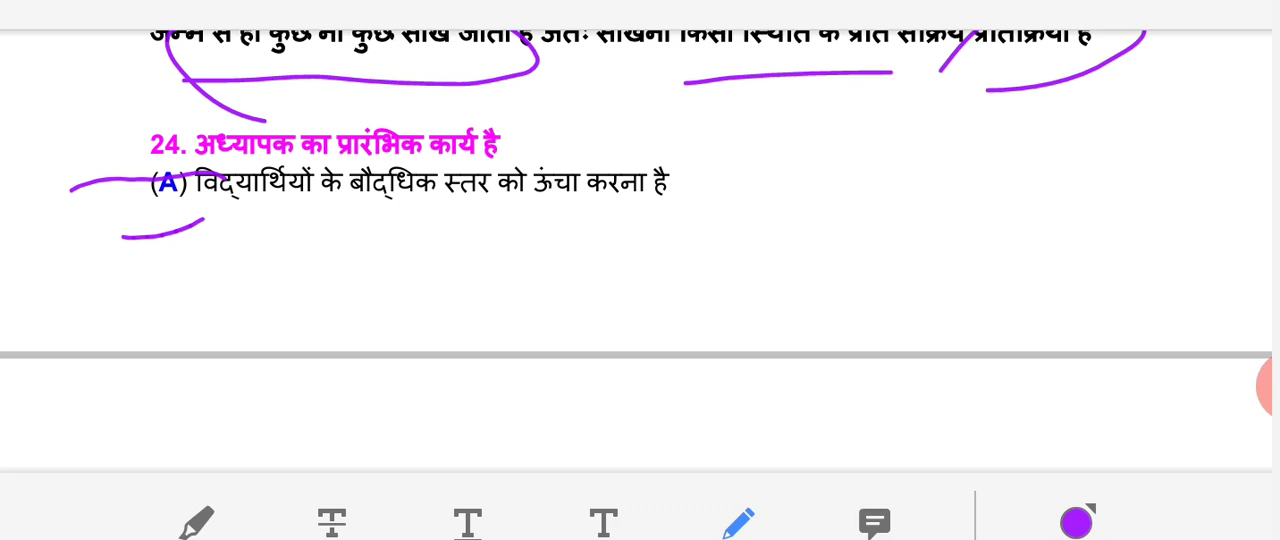 जन्म से ही कुछ ना कुछ सीख जाता है अतः सीखना किसी स्थिति के प्रति सक्रिय प्रतिक्रिया है
24. अध्यापक का प्रारंभिक कार्य है
(A) विद्यार्थियों के बौद्धिक स्तर को ऊंचा करना है